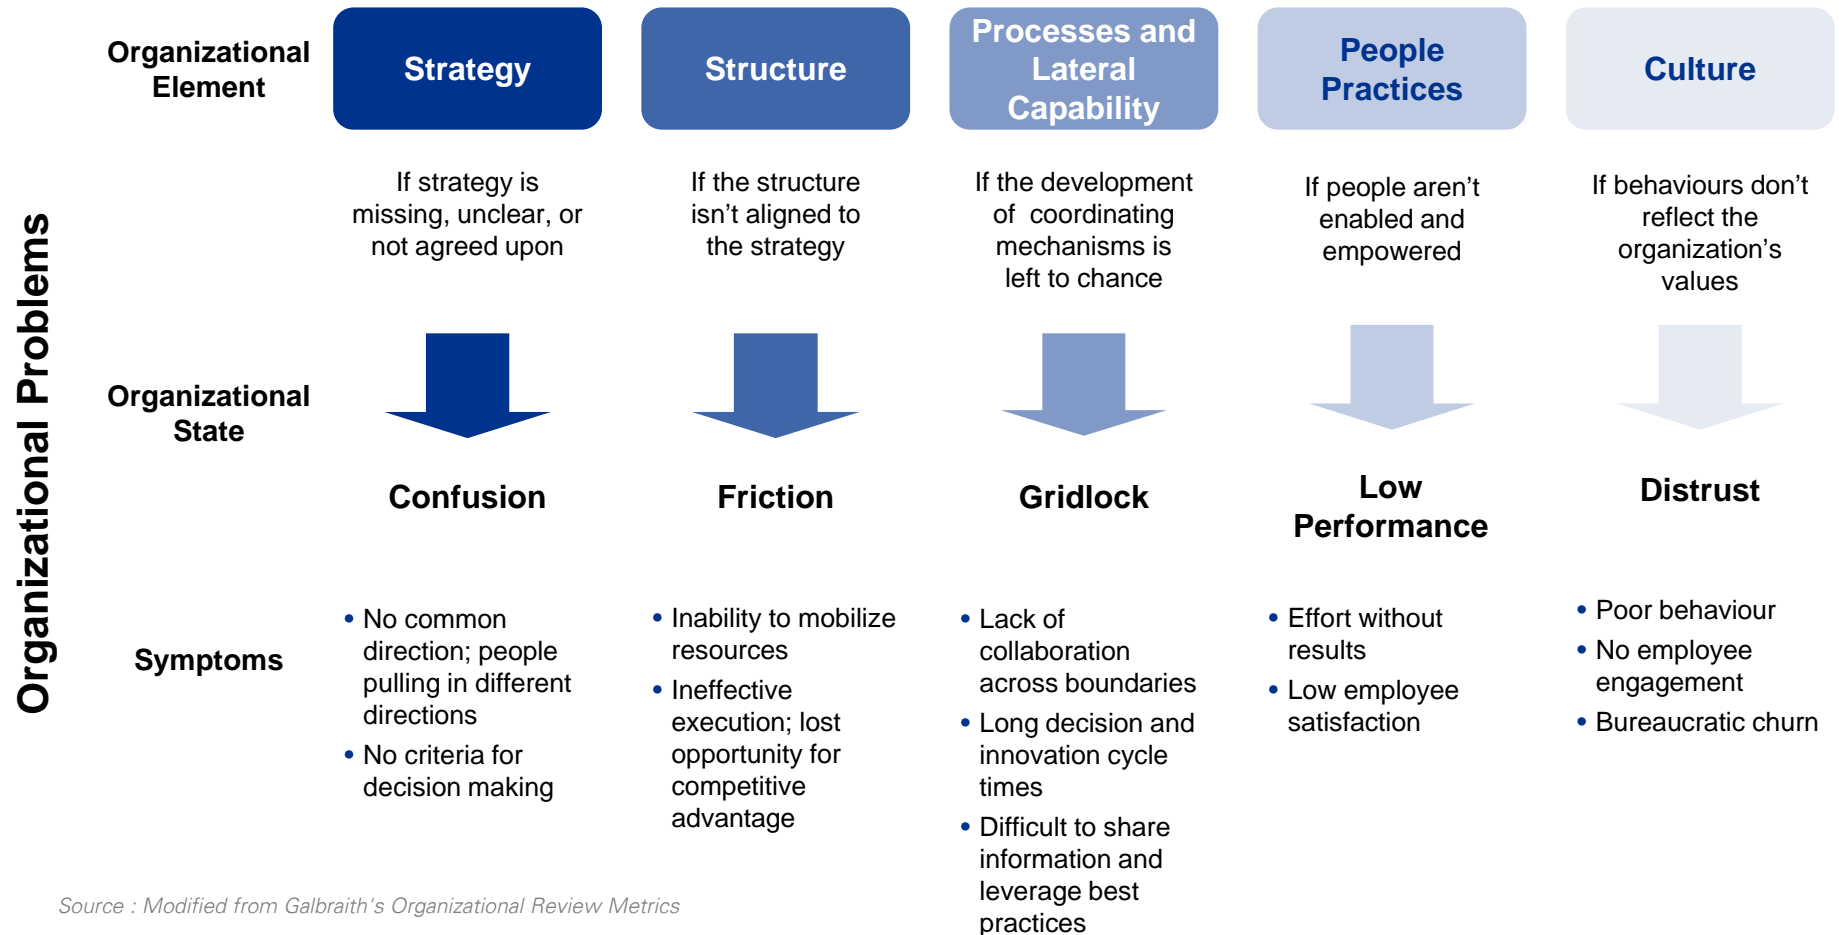 Organizational Problems
Organizational
Element
Strategy
Structure
Processes and
Lateral
Capability
People
Practices
Culture
If strategy is
missing, unclear, or
not agreed upon
If the structure
isn’t aligned to
the strategy
If the development
of coordinating
mechanisms is
left to chance
If people aren’t
enabled and
empowered
If behaviours don’t
reflect the
organization’s
values
Organizational
State
Confusion
Friction
Gridlock
Low
Performance
Distrust
Symptoms
• No common
direction; people
pulling in different
directions
• No criteria for
decision making
• Inability to mobilize
resources
• Ineffective
execution; lost
opportunity for
competitive
advantage
• Lack of
collaboration
across boundaries
• Long decision and
innovation cycle
times
• Difficult to share
information and
leverage best
practices
• Effort without
results
• Low employee
satisfaction
• Poor behaviour
• No employee
engagement
• Bureaucratic churn
Source : Modified from Galbraith's Organizational Review Metrics